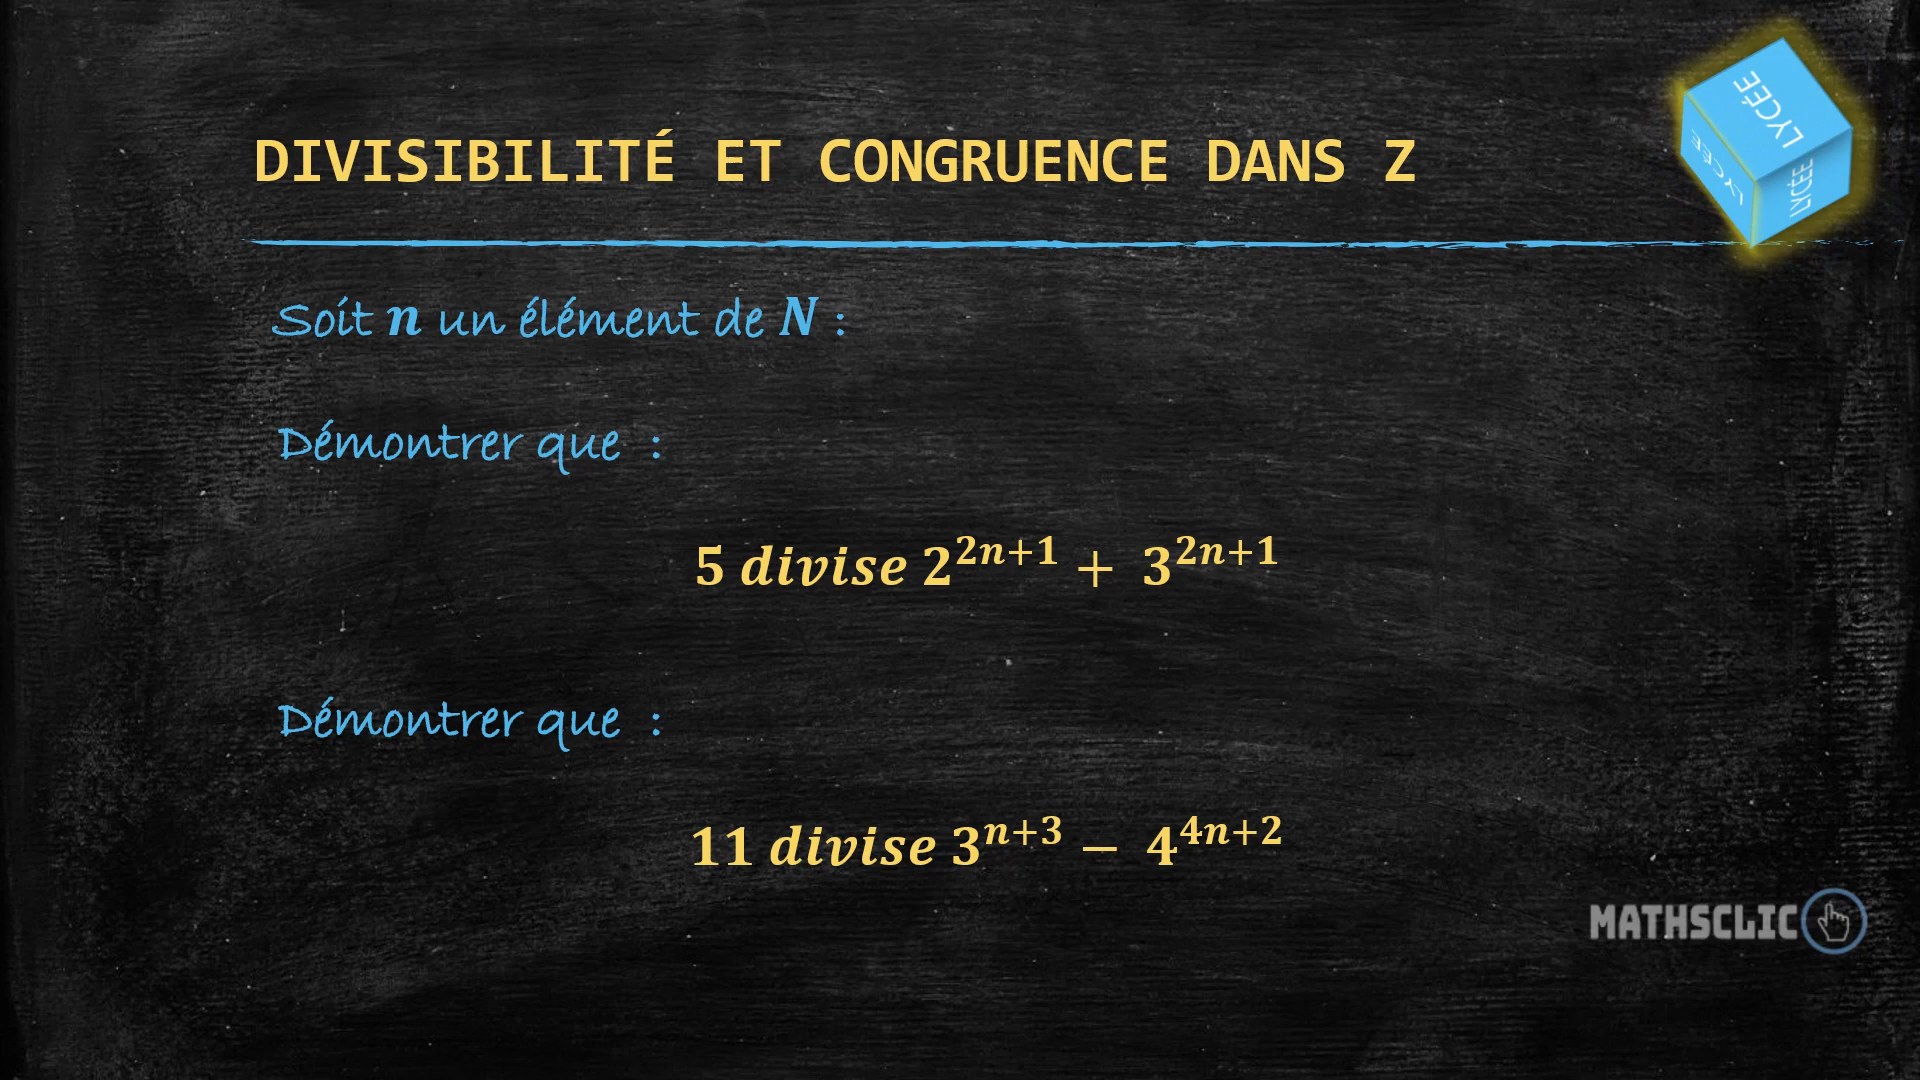 LYCÉE
LYCÉE
LYCÉE
DIVISIBILITÉ ET CONGRUENCE DANS Z
Soit n un élément de N :
Démontrer que :
5 divise 2^{2n+1} + 3^{2n+1}
Démontrer que :
11 divise 3^{n+3} − 4^{4n+2}
MATHSCLIC